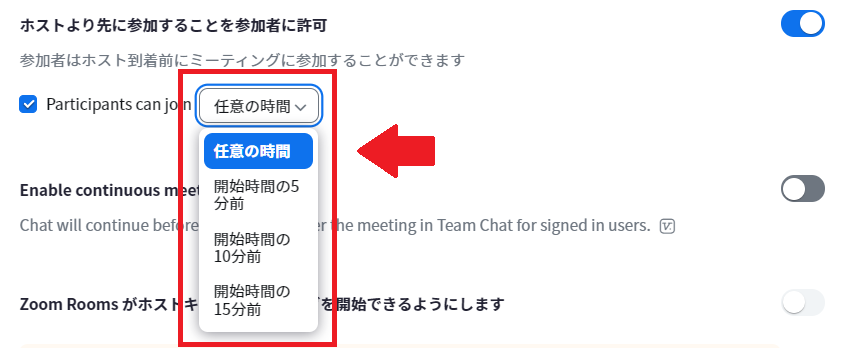 ホストより先に参加することを参加者に許可
参加者はホスト到着前にミーティングに参加することができます
Participants can join 任意の時間
任意の時間
開始時間の5
分前
開始時間の
10分前
開始時間の
15分前
Enable continuous meet
Chat will continue before er the meeting in Team Chat for signed in users.
Zoom Rooms がホストキ を開始できるようにします